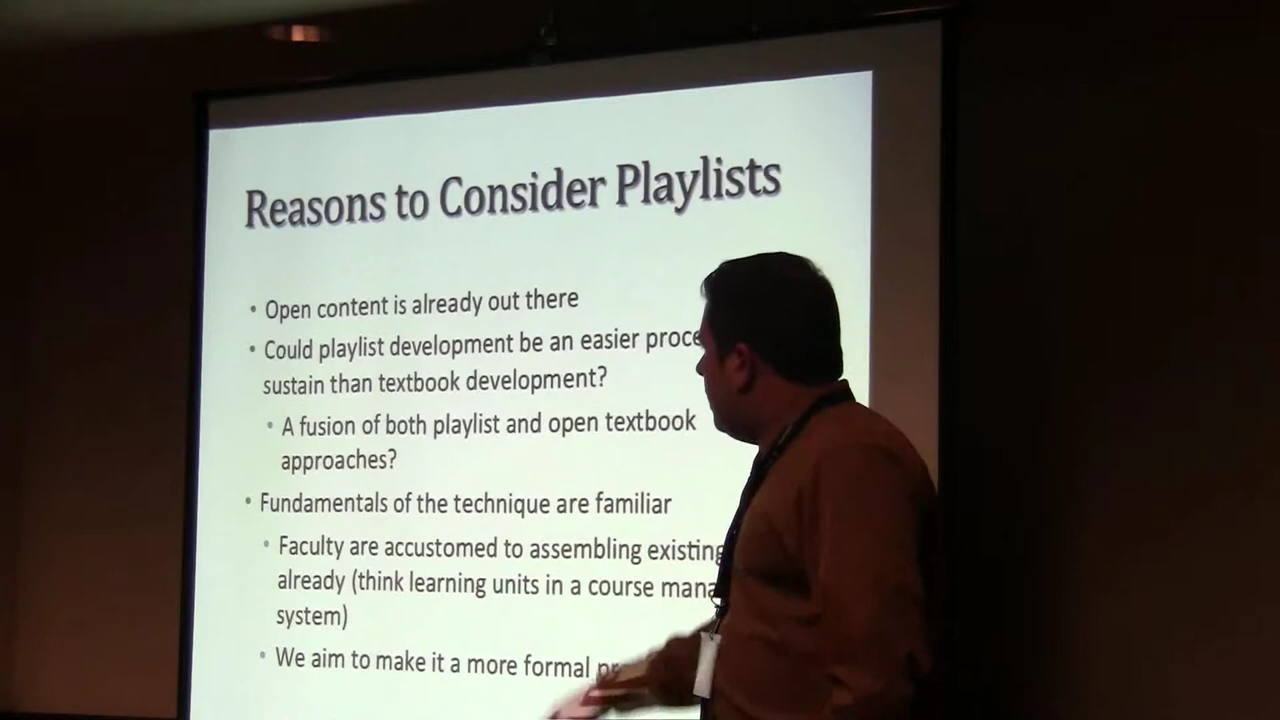 Reasons to Consider Playlists
• Open content is already out there
• Could playlist development be an easier
sustain than textbook development?
• A fusion of both playlist and open textbook
approaches?
• Fundamentals of the technique are familiar
• Faculty are accustomed to assembling existing
already (think learning units in a course
system)
• We aim to make it a more formal